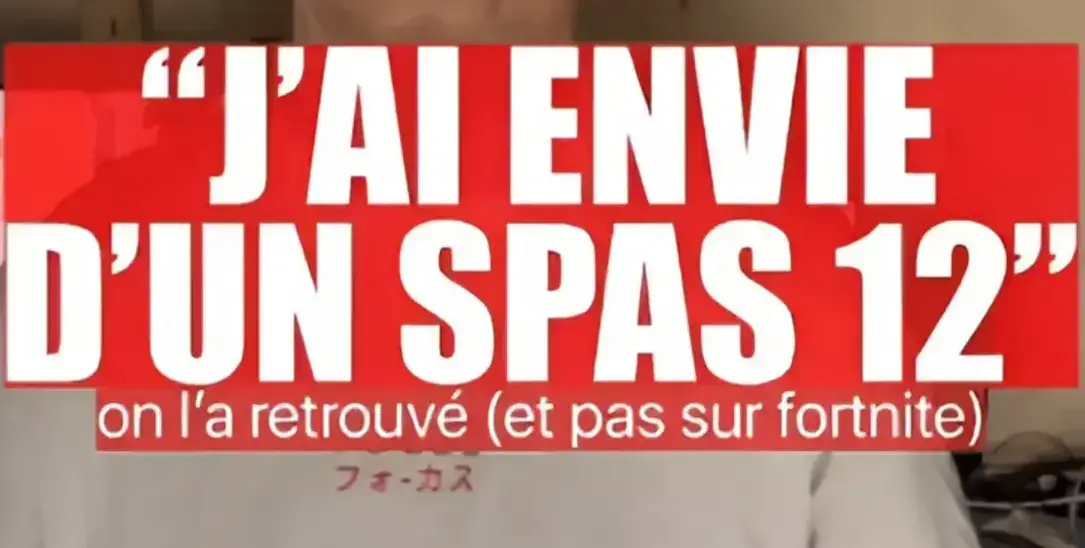 “J’AI ENVIE
D’UN SPAS 12”
on l’a retrouvé (et pas sur fortnite)
フォ-カス